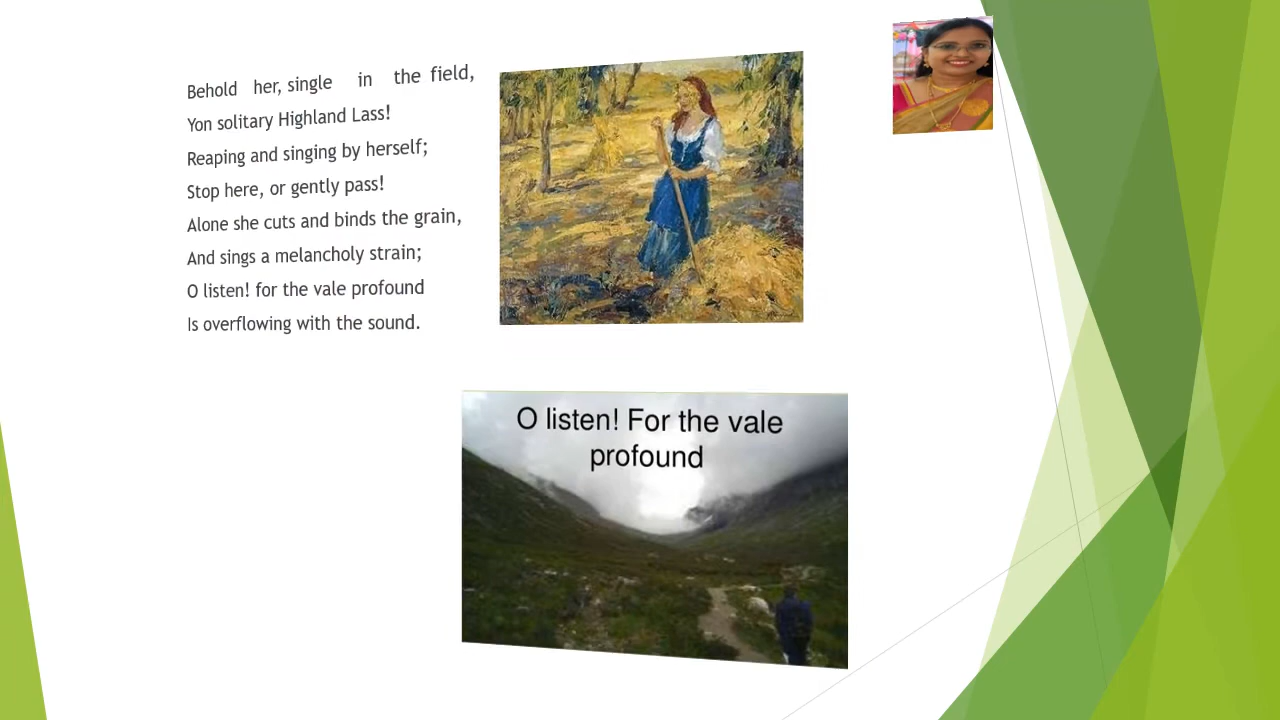 Behold her, single in the field,
Yon solitary Highland Lass!
Reaping and singing by herself;
Stop here, or gently pass!
Alone she cuts and binds the grain,
And sings a melancholy strain;
O listen! for the vale profound
Is overflowing with the sound.
O listen! For the vale
profound